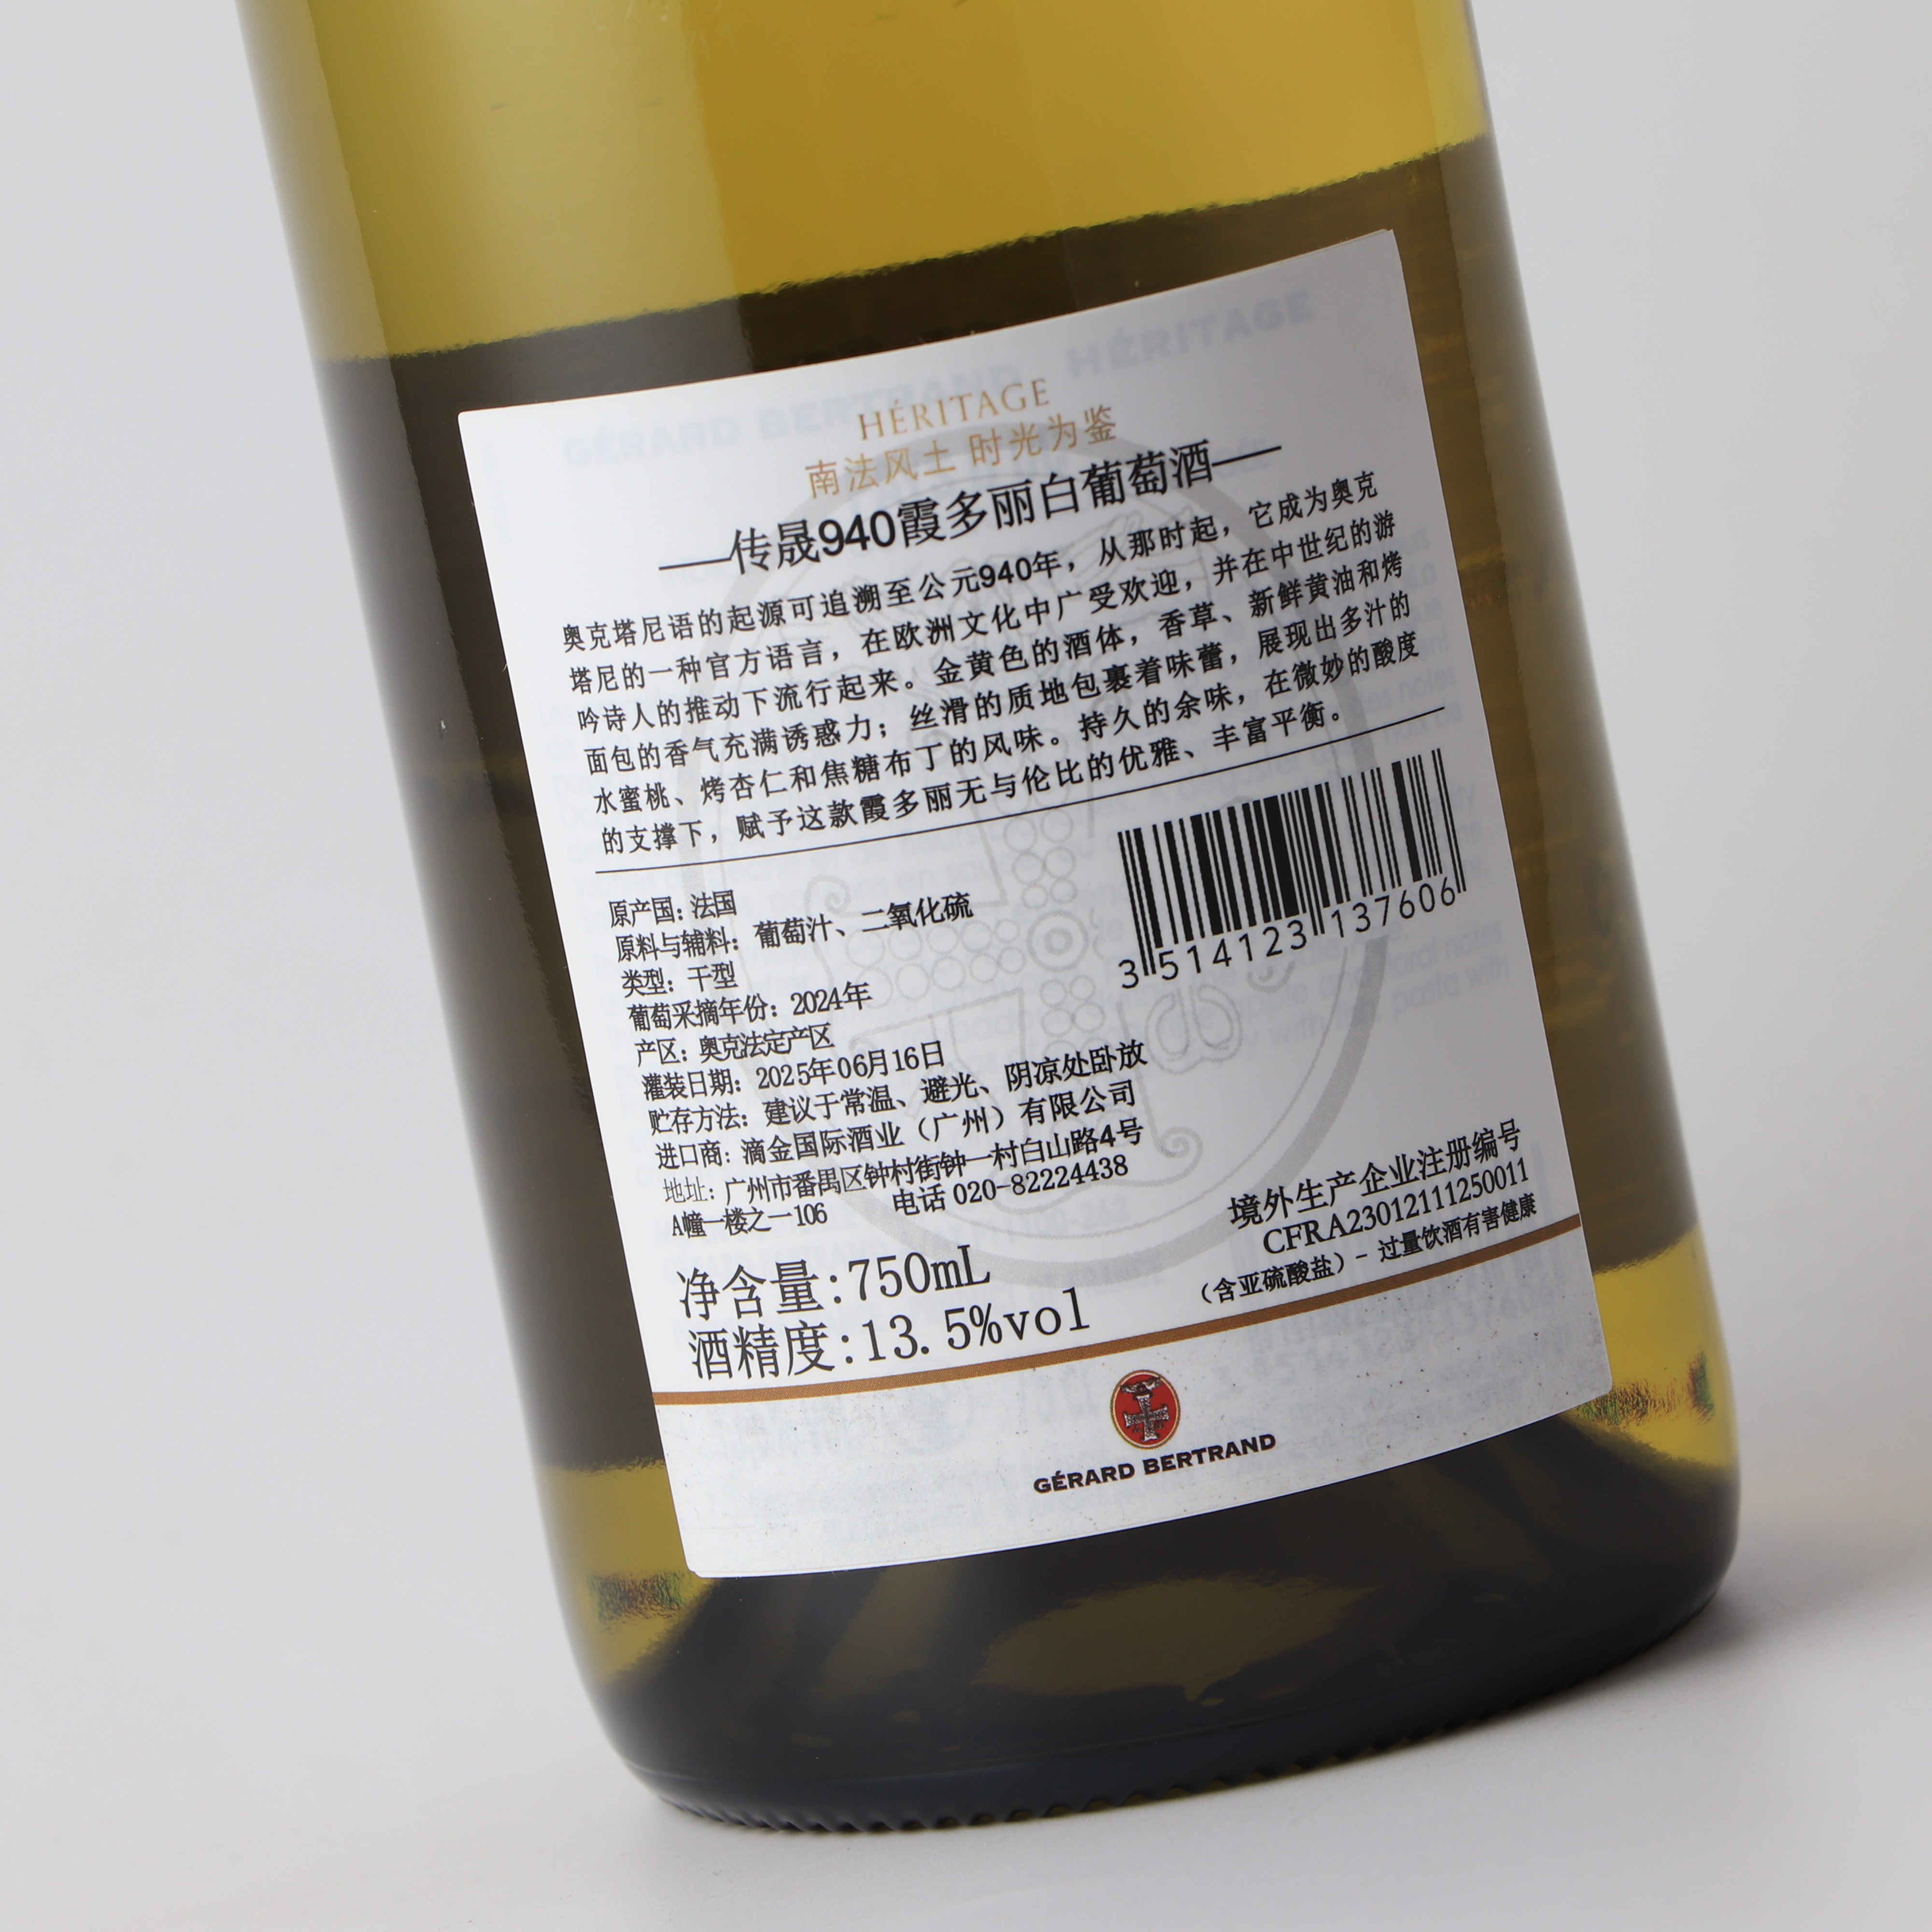 HÉRITAGE
南法风土 时光为鉴
——传晟940霞多丽白葡萄酒——
奥克塔尼语的起源可追溯至公元940年，从那时起，它成为奥克
塔尼的一种官方语言，在欧洲文化中广受欢迎，并在中世纪的游
吟诗人的推动下流行起来。金黄色的酒体，香草、新鲜黄油和烤
面包的香气充满诱惑力；丝滑的质地包裹着味蕾，展现出多汁的
水蜜桃、烤杏仁和焦糖布丁的风味。持久的余味，在微妙的酸度
的支撑下，赋予这款霞多丽无与伦比的优雅、丰富平衡。
原产国：法国
原料与辅料：葡萄汁、二氧化硫
类型：干型
葡萄采摘年份：2024年
产区：奥克法定产区
灌装日期：2025年06月16日
贮存方法：建议于常温、避光、阴凉处卧放
进口商：滴金国际酒业（广州）有限公司
地址：广州市番禺区钟村街钟一村白山路4号
A幢一楼之一106 电话 020-82224438
3 514123 137606
净含量:750mL
酒精度:13.5%vol
境外生产企业注册编号
CFRA23012111250011
（含亚硫酸盐）- 过量饮酒有害健康
GÉRARD BERTRAND
GÉRARD BERTRAND HÉRITAGE